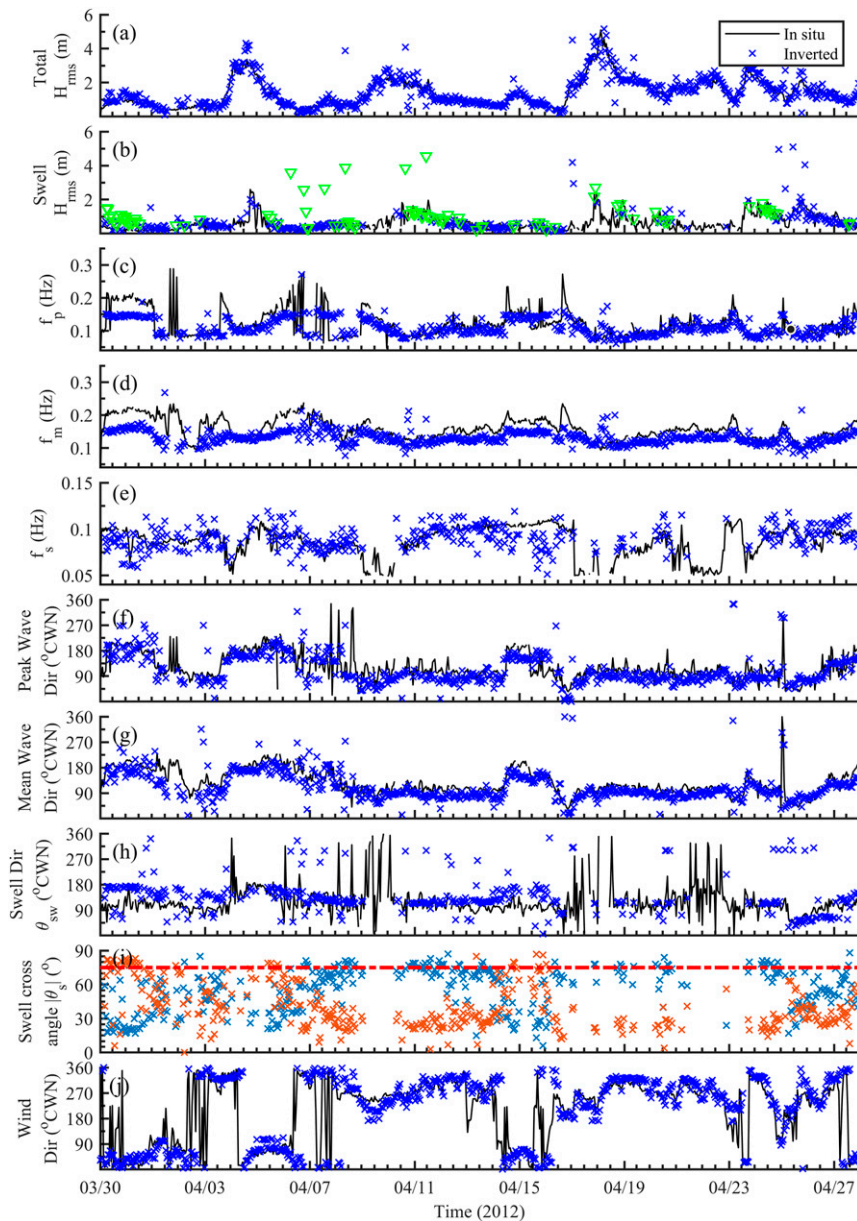 (a)
6
4
2
Total
H_rms (m)
In situ
Inverted
(b)
6
4
2
Swell
H_rms (m)
(c)
0.3
0.2
0.1
f_p (Hz)
(d)
0.3
0.2
0.1
f_m (Hz)
(e)
0.15
0.1
0.05
f_s (Hz)
(f)
360
270
180
90
Peak Wave
Dir (°CWN)
(g)
360
270
180
90
Mean Wave
Dir (°CWN)
(h)
360
270
180
90
Swell Dir
θ_sw (°CWN)
(i)
90
60
30
0
Swell cross
angle |θ_s| (°)
(j)
360
270
180
90
Wind
Dir (°CWN)
03/30 04/03 04/07 04/11 04/15 04/19 04/23 04/27
Time (2012)